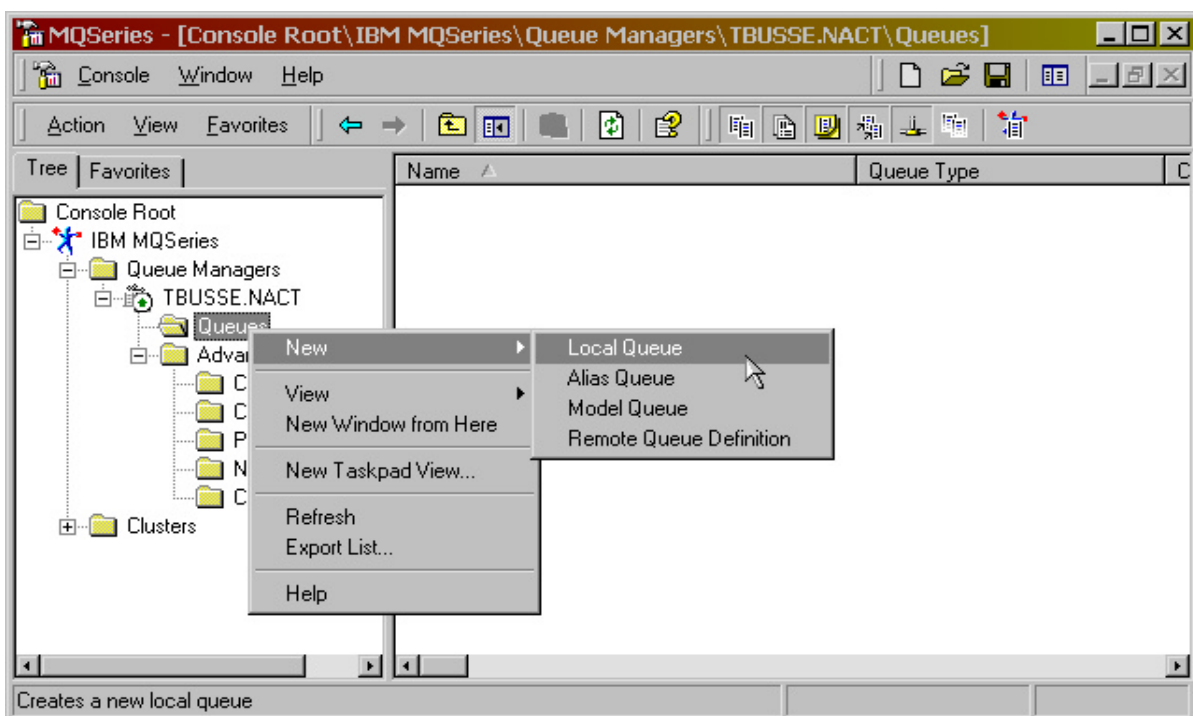 MQSeries - [Console Root\IBM MQSeries\Queue Managers\TBUSSE.NACT\Queues]
Console Window Help
Action View Favorites
Tree Favorites
Name Queue Type C
Console Root
IBM MQSeries
Queue Managers
TBUSSE.NACT
Queues
Advan
C
C
P
N
C
Clusters
New
View
New Window from Here
New Taskpad View...
Refresh
Export List...
Help
Local Queue
Alias Queue
Model Queue
Remote Queue Definition
Creates a new local queue